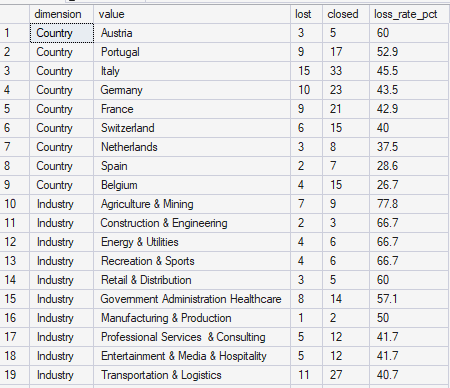 dimension value lost closed loss_rate_pct
1 Country Austria 3 5 60
2 Country Portugal 9 17 52.9
3 Country Italy 15 33 45.5
4 Country Germany 10 23 43.5
5 Country France 9 21 42.9
6 Country Switzerland 6 15 40
7 Country Netherlands 3 8 37.5
8 Country Spain 2 7 28.6
9 Country Belgium 4 15 26.7
10 Industry Agriculture & Mining 7 9 77.8
11 Industry Construction & Engineering 2 3 66.7
12 Industry Energy & Utilities 4 6 66.7
13 Industry Recreation & Sports 4 6 66.7
14 Industry Retail & Distribution 3 5 60
15 Industry Government Administration Healthcare 8 14 57.1
16 Industry Manufacturing & Production 1 2 50
17 Industry Professional Services & Consulting 5 12 41.7
18 Industry Entertainment & Media & Hospitality 5 12 41.7
19 Industry Transportation & Logistics 11 27 40.7